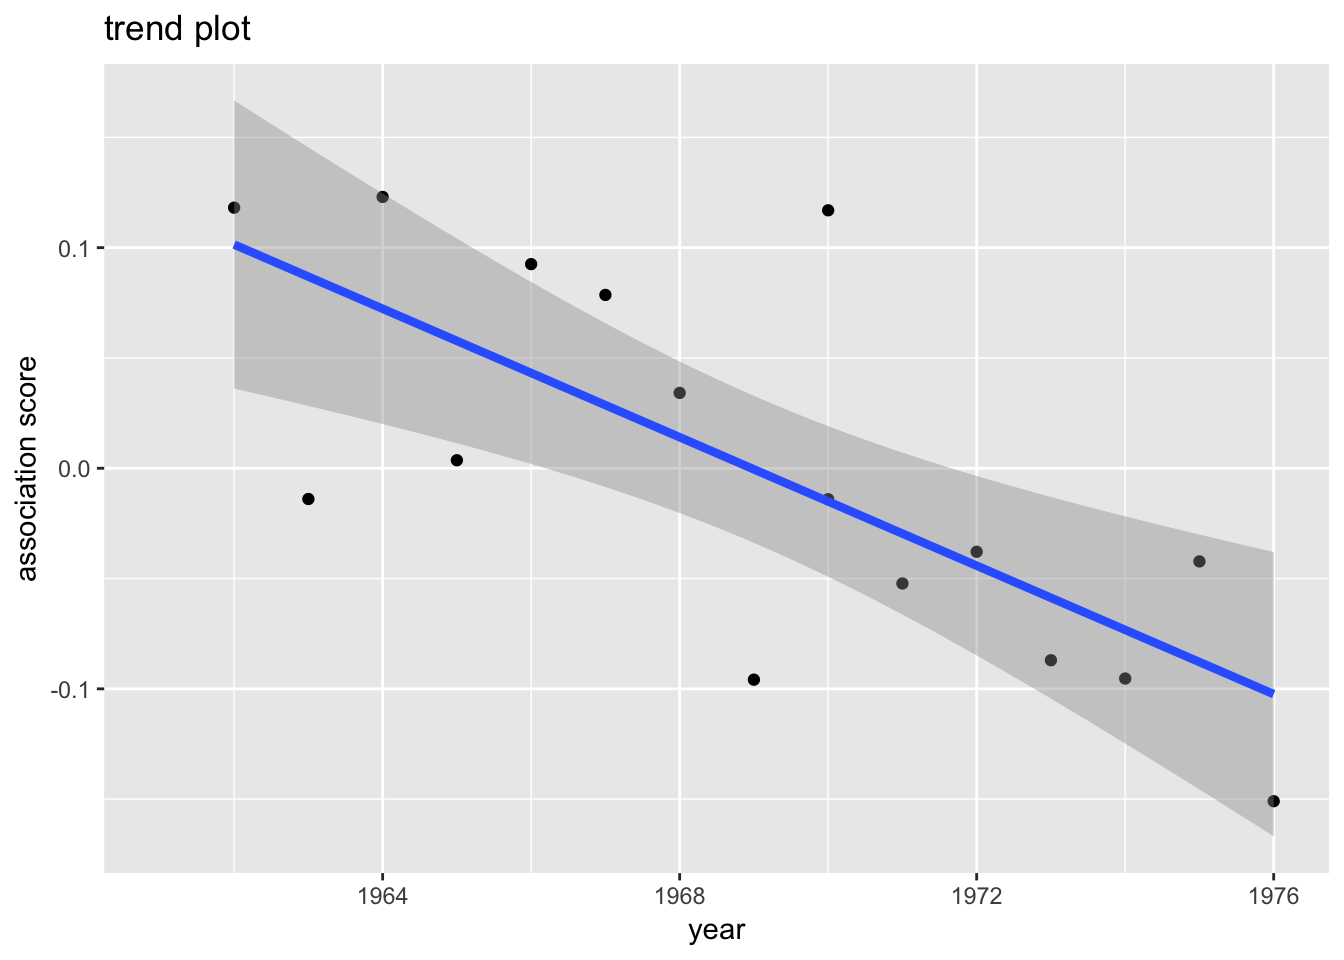 trend plot
association score
0.1
0.0
-0.1
1964
1968
1972
1976
year